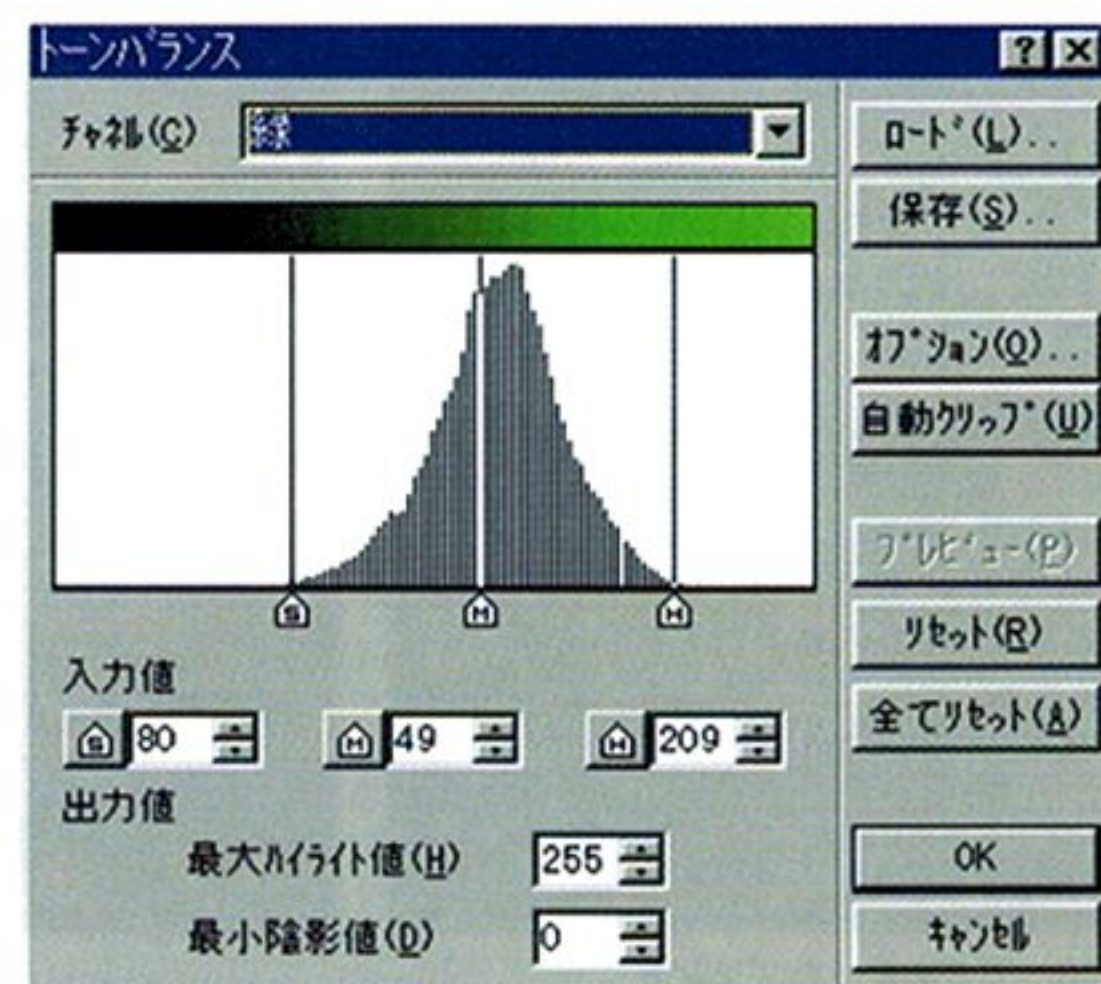 トーンバランス
チャネル(C) 緑
入力値
S 80 M 49 H 209
出力値
最大ハイライト値(H) 255
最小陰影値(D) 0
ロード(L)..
保存(S)..
オプション(O)..
自動クリップ(U)
プレビュー(P)
リセット(R)
全てリセット(A)
OK
キャンセル
S M H